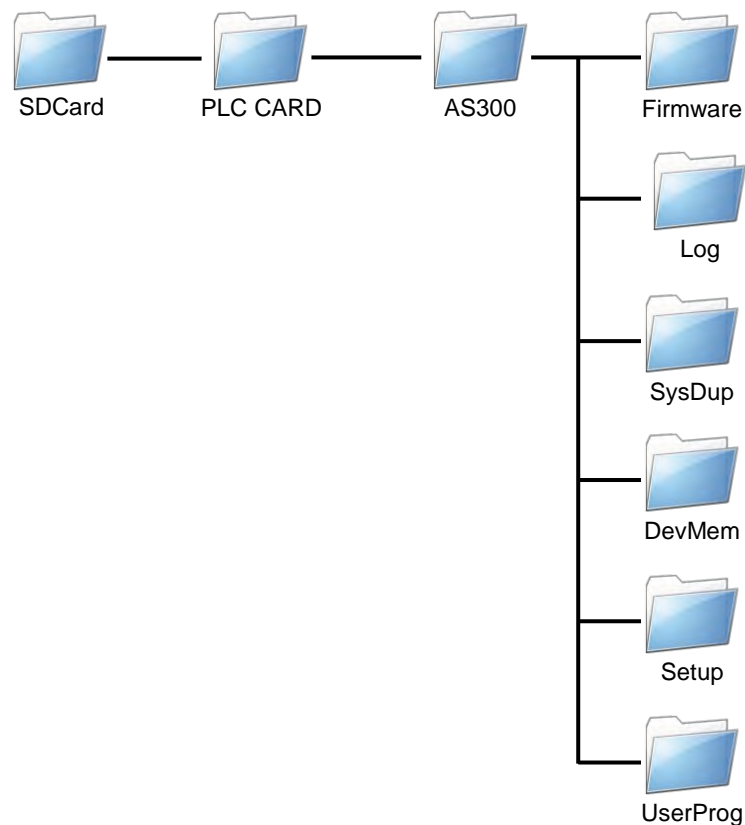 SDCard
PLC CARD
AS300
Firmware
Log
SysDup
DevMem
Setup
UserProg